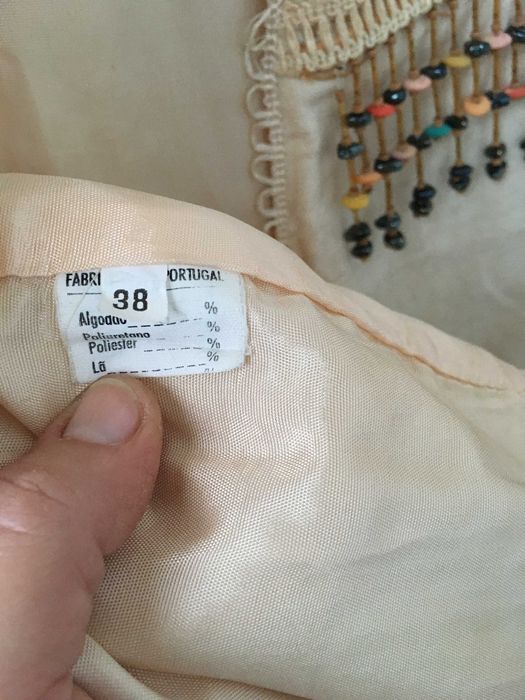 FABRI PORTUGAL
38
Algodão %
Poliuretano %
Poliester %
Lã %